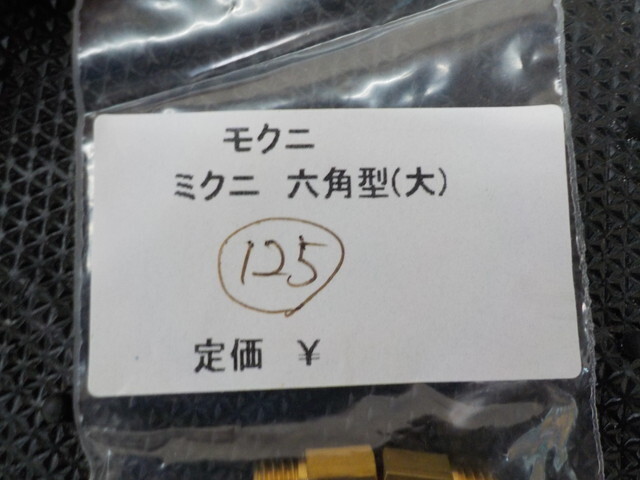 モクニ
ミクニ 六角型(大)
125
定価 ¥